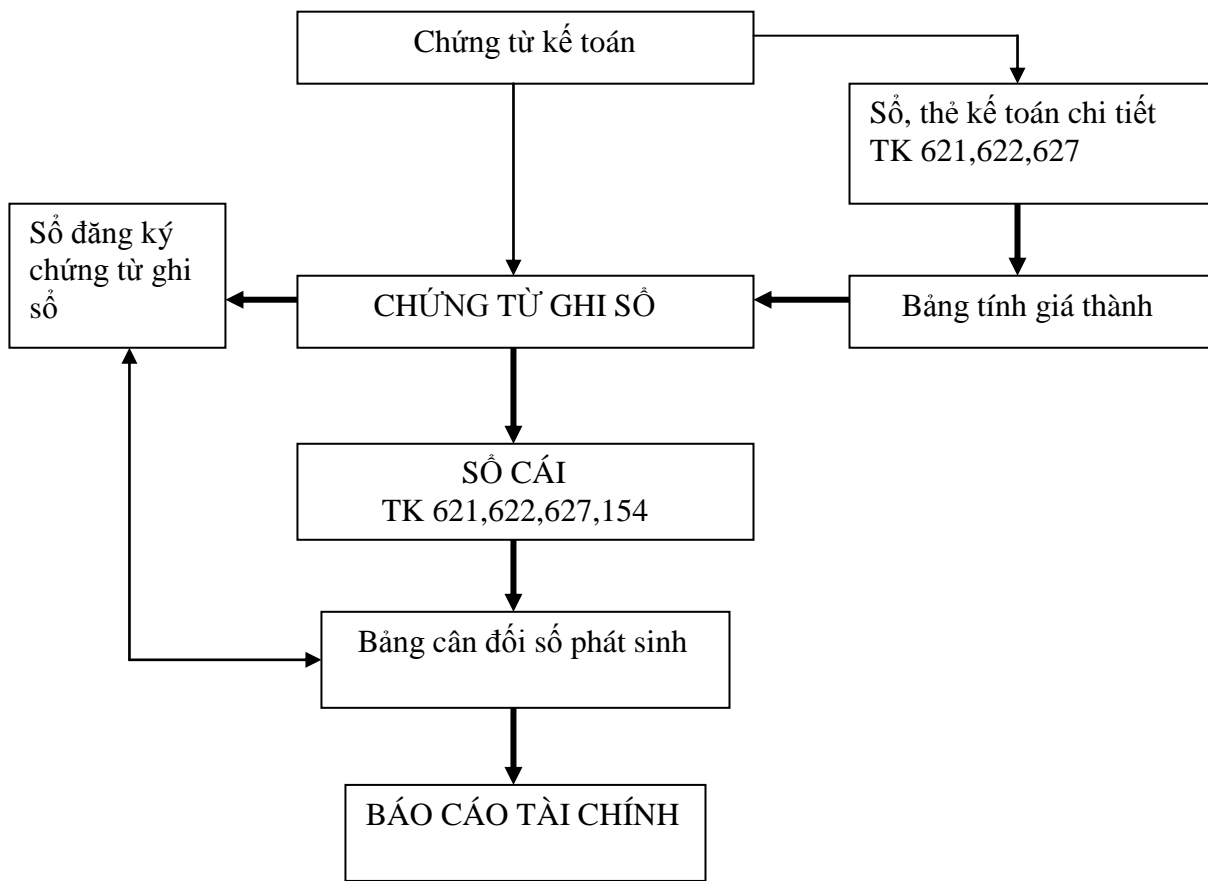 Chứng từ kế toán
Sổ, thẻ kế toán chi tiết
TK 621,622,627
Sổ đăng ký
chứng từ ghi
sổ
CHỨNG TỪ GHI SỔ
Bảng tính giá thành
SỔ CÁI
TK 621,622,627,154
Bảng cân đối số phát sinh
BÁO CÁO TÀI CHÍNH